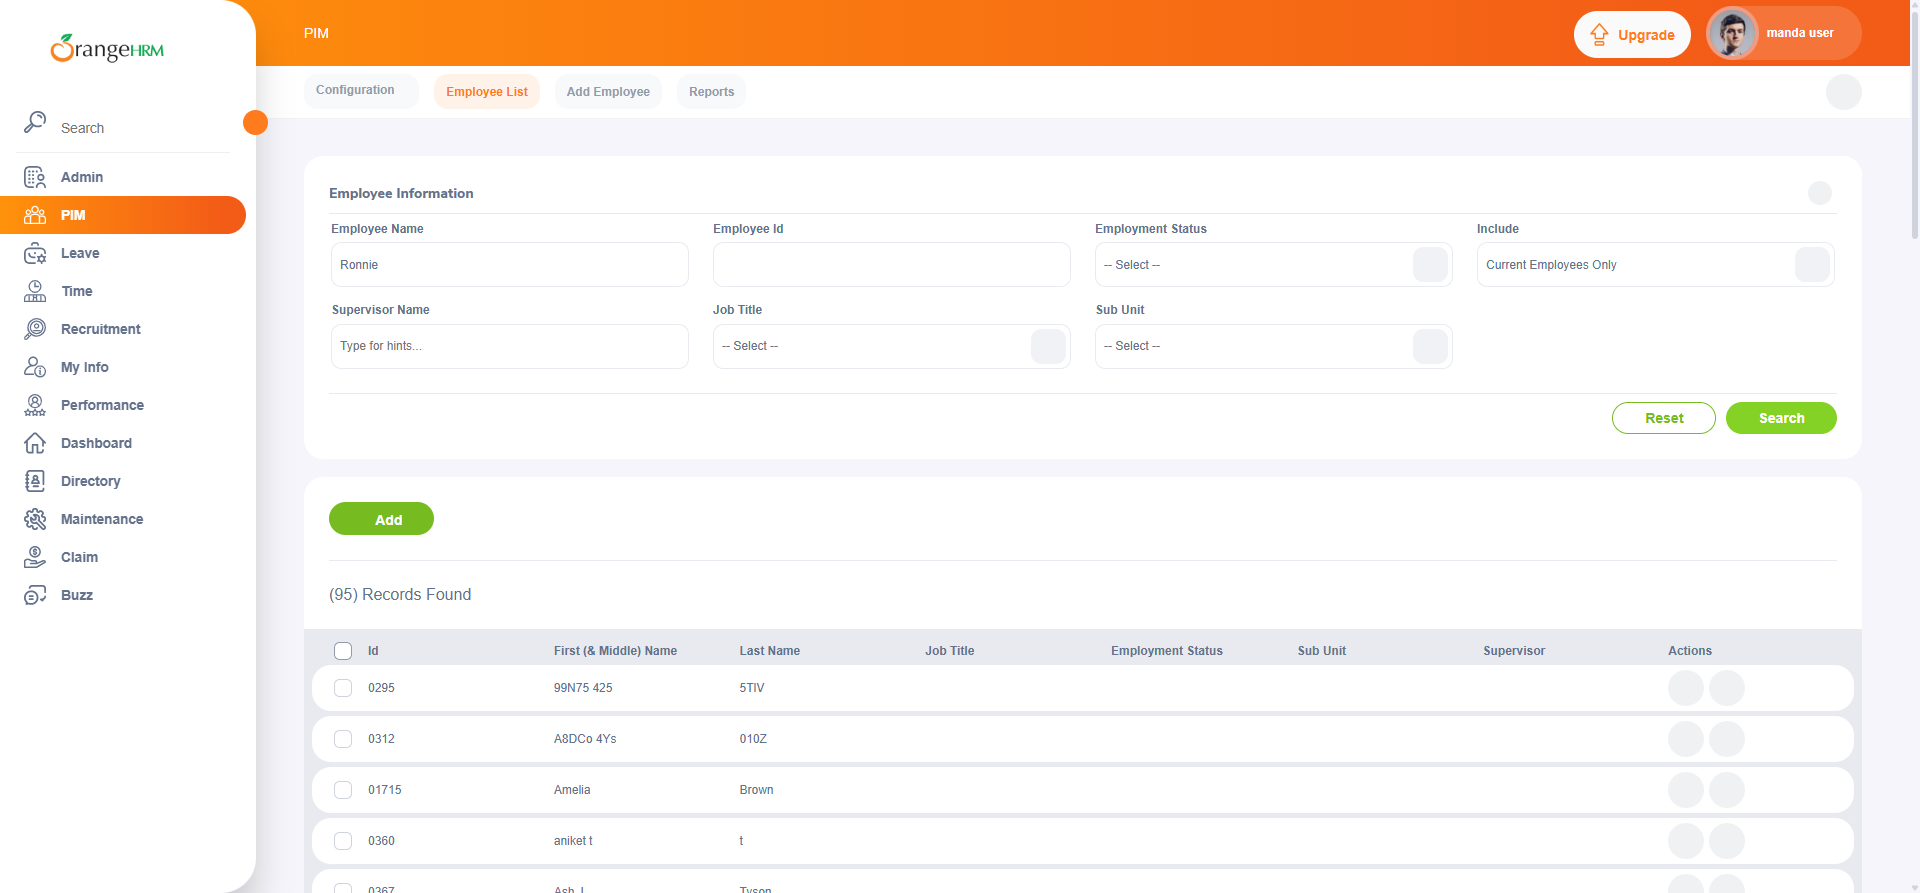 OrangeHRM
PIM
Upgrade
manda user
Configuration
Employee List
Add Employee
Reports
Search
Admin
PIM
Leave
Time
Recruitment
My Info
Performance
Dashboard
Directory
Maintenance
Claim
Buzz
Employee Information
Employee Name
Employee Id
Employment Status
Include
Ronnie
-- Select --
Current Employees Only
Supervisor Name
Job Title
Sub Unit
Type for hints...
-- Select --
-- Select --
Reset
Search
Add
(95) Records Found
Id First (& Middle) Name Last Name Job Title Employment Status Sub Unit Supervisor Actions
0295 99N75 425 5TIV
0312 A8DCo 4Ys 010Z
01715 Amelia Brown
0360 aniket t t
0367 Ash Tyson